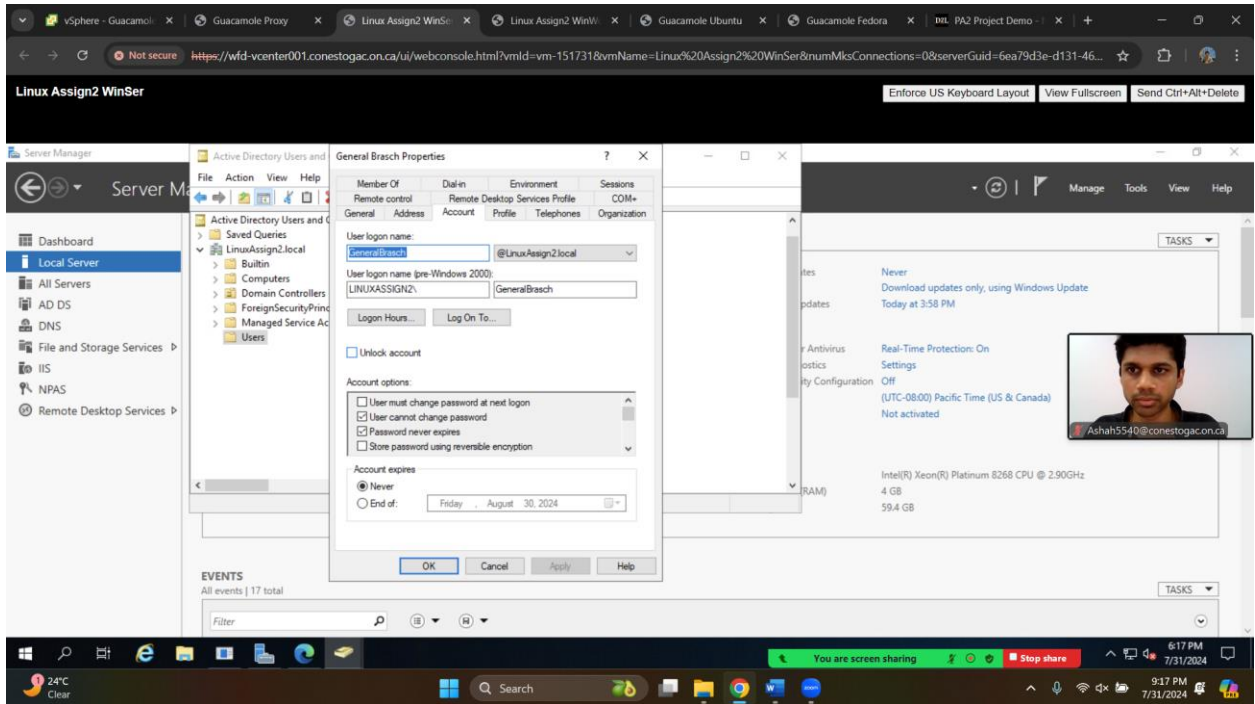 vSphere - Guacamol
Guacamole Proxy
Linux Assign2 WinSe
Linux Assign2 WinW
Guacamole Ubuntu
Guacamole Fedora
D2L PA2 Project Demo -
Not secure https://wfd-vcenter001.conestogac.on.ca/ui/webconsole.html?vmId=vm-151731&vmName=Linux%20Assign2%20WinSer&numMksConnections=0&serverGuid=6ea79d3e-d131-46...
Linux Assign2 WinSer
Enforce US Keyboard Layout
View Fullscreen
Send Ctrl+Alt+Delete
Server Manager
Server Ma
Manage Tools View Help
Dashboard
Local Server
All Servers
AD DS
DNS
File and Storage Services
IIS
NPAS
Remote Desktop Services
Active Directory Users and
File Action View Help
Active Directory Users and C
Saved Queries
LinuxAssign2.local
Builtin
Computers
Domain Controllers
ForeignSecurityPrinc
Managed Service Ac
Users
General Brasch Properties
Member Of Dial-in Environment Sessions
Remote control Remote Desktop Services Profile COM+
General Address Account Profile Telephones Organization
User logon name:
GeneralBrasch @LinuxAssign2.local
User logon name (pre-Windows 2000):
LINUXASSIGN2\ GeneralBrasch
Logon Hours... Log On To...
Unlock account
Account options:
User must change password at next logon
User cannot change password
Password never expires
Store password using reversible encryption
Account expires
Never
End of: Friday , August 30, 2024
OK Cancel Apply Help
TASKS
ates Never
Download updates only, using Windows Update
pdates Today at 3:58 PM
r Antivirus Real-Time Protection: On
ostics Settings
ity Configuration Off
(UTC-08:00) Pacific Time (US & Canada)
Not activated
Intel(R) Xeon(R) Platinum 8268 CPU @ 2.90GHz
(RAM) 4 GB
59.4 GB
Ashah5540@conestogac.on.ca
EVENTS
All events | 17 total
TASKS
Filter
You are screen sharing
Stop share
6:17 PM
7/31/2024
1
24°C
Clear
Search
9:17 PM
7/31/2024